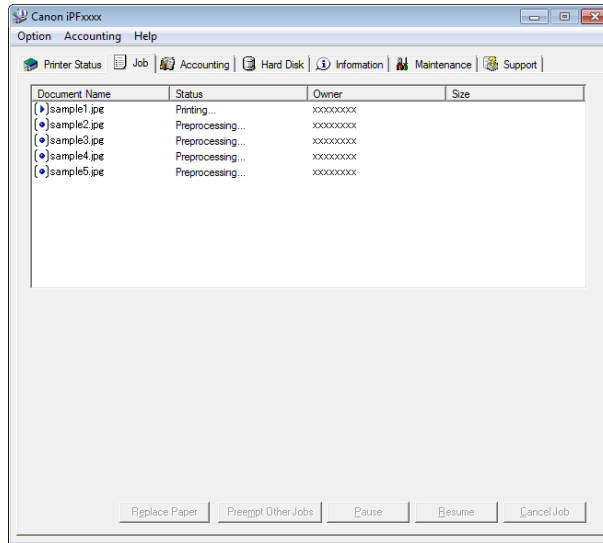 Canon iPFxxxx
Option Accounting Help
Printer Status Job Accounting Hard Disk Information Maintenance Support
Document Name Status Owner Size
sample1.jpg Printing... xxxxxxxx
sample2.jpg Preprocessing... xxxxxxxx
sample3.jpg Preprocessing... xxxxxxxx
sample4.jpg Preprocessing... xxxxxxxx
sample5.jpg Preprocessing... xxxxxxxx
Replace Paper Preempt Other Jobs Pause Resume Cancel Job